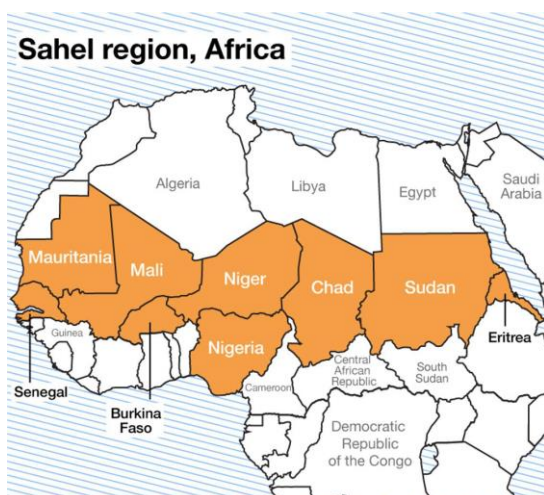 Sahel region, Africa
Algeria
Libya
Egypt
Saudi
Arabia
Mauritania
Mali
Niger
Chad
Sudan
Eritrea
Guinea
Nigeria
Senegal
Burkina
Faso
Cameroon
Central
African
Republic
South
Sudan
Democratic
Republic
of the Congo